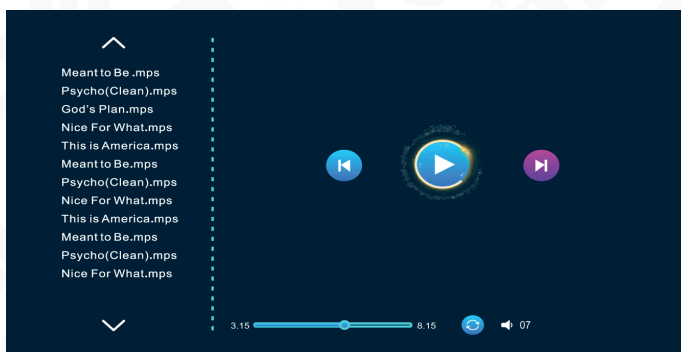 Meant to Be .mps
Psycho(Clean).mps
God's Plan.mps
Nice For What.mps
This is America.mps
Meant to Be.mps
Psycho(Clean).mps
Nice For What.mps
This is America.mps
Meant to Be.mps
Psycho(Clean).mps
Nice For What.mps
3.15
8.15
07